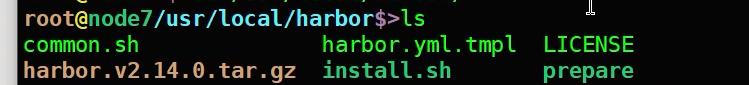 root@node7/usr/local/harbor$>ls
common.sh harbor.yml.tmpl LICENSE
harbor.v2.14.0.tar.gz install.sh prepare